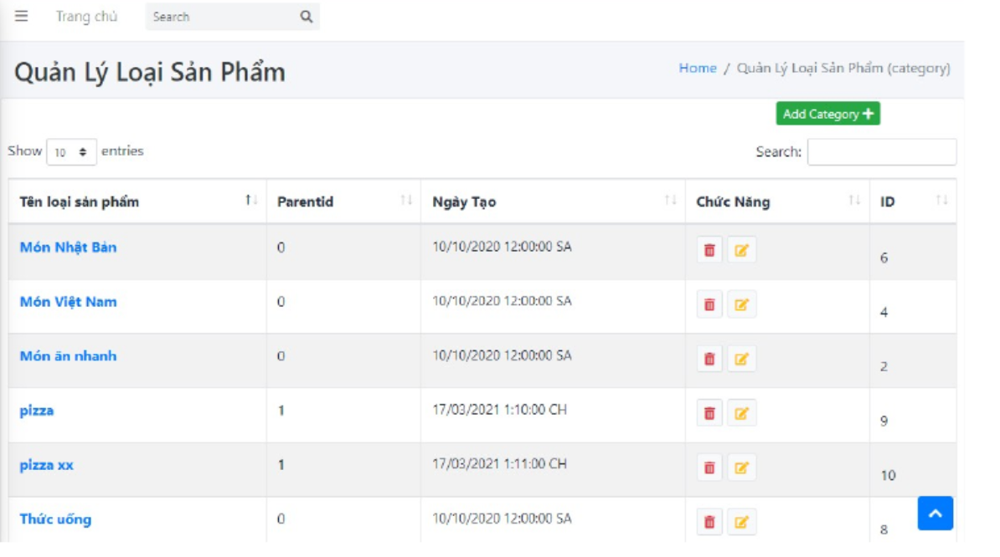 Trang chủ Search
Quản Lý Loại Sản Phẩm
Home / Quản Lý Loại Sản Phẩm (category)
Add Category
Show 10 entries
Search:
Tên loại sản phẩm Parentid Ngày Tạo Chức Năng ID
Món Nhật Bản 0 10/10/2020 12:00:00 SA 6
Món Việt Nam 0 10/10/2020 12:00:00 SA 4
Món ăn nhanh 0 10/10/2020 12:00:00 SA 2
pizza 1 17/03/2021 1:10:00 CH 9
pizza xx 1 17/03/2021 1:11:00 CH 10
Thức uống 0 10/10/2020 12:00:00 SA 8